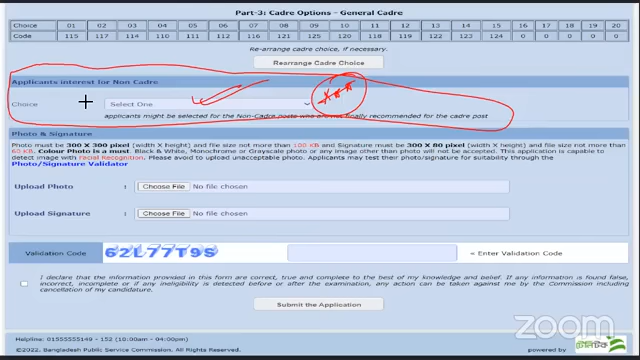 Part-3: Cadre Options - General Cadre
Choice 01 02 03 04 05 06 07 08 09 10 11 12 13 14 15 16 17 18 19 20
Code 115 117 114 110 111 112 116 121 125 120 118 119 122 123 124 0 0 0 0 0
Re-arrange cadre choice, if necessary.
Rearrange Cadre Choice
Applicants interest for Non Cadre
Choice Select One
applicants might be selected for the Non-Cadre posts who are not finally recommended for the cadre post
Photo & Signature
Photo must be 300 X 300 pixel (width X height) and file size not more than 100 KB and Signature must be 300 X 80 pixel (width X height) and file size not more than
60 KB. Colour Photo is a must. Black & White, Monochrome or Grayscale photo or any image other than photo will not be accepted. This application is capable to
detect image with Facial Recognition. Please avoid to upload unacceptable photo. Applicants may test their photo/signature for suitability through the
Photo/Signature Validator
Upload Photo : Choose File No file chosen
Upload Signature : Choose File No file chosen
Validation Code 62L77T9S « Enter Validation Code
I declare that the information provided in this form are correct, true and complete to the best of my knowledge and belief. If any information is found false,
incorrect, incomplete or if any ineligibility is detected before or after the examination, any action can be taken against me by the Commission including
cancellation of my candidature.
Submit the Application
zoom
Helpline: 01555555149 - 152 (10:00am - 04:00pm)
©2022, Bangladesh Public Service Commission, All Rights Reserved.
powered by